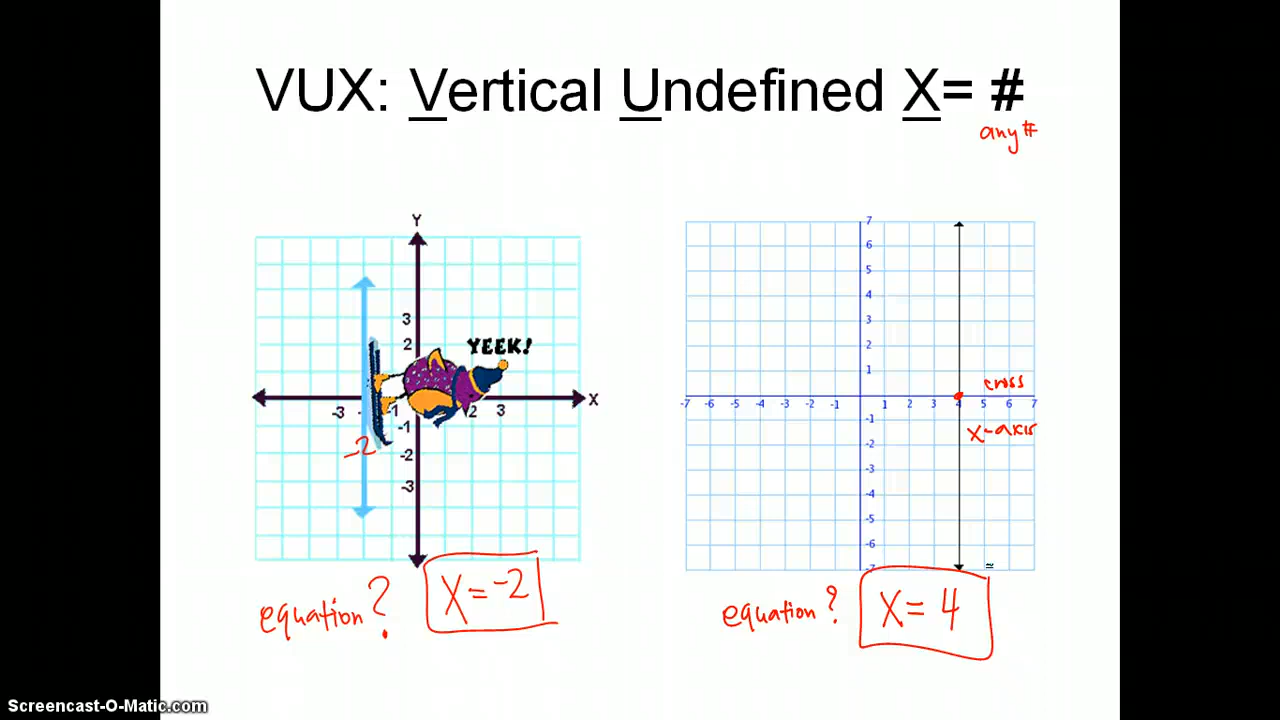 VUX: Vertical Undefined X= #
any #
Y
3
2
YEEK!
X
-3
-1
2
3
-1
-2
-2
-3
7
6
5
4
3
2
1
cross
-7 -6 -5 -4 -3 -2 -1 1 2 3 4 5 6 7
x-axis
-1
-2
-3
-4
-5
-6
-7
equation?
X=-2
equation?
X=4
Screencast-O-Matic.com